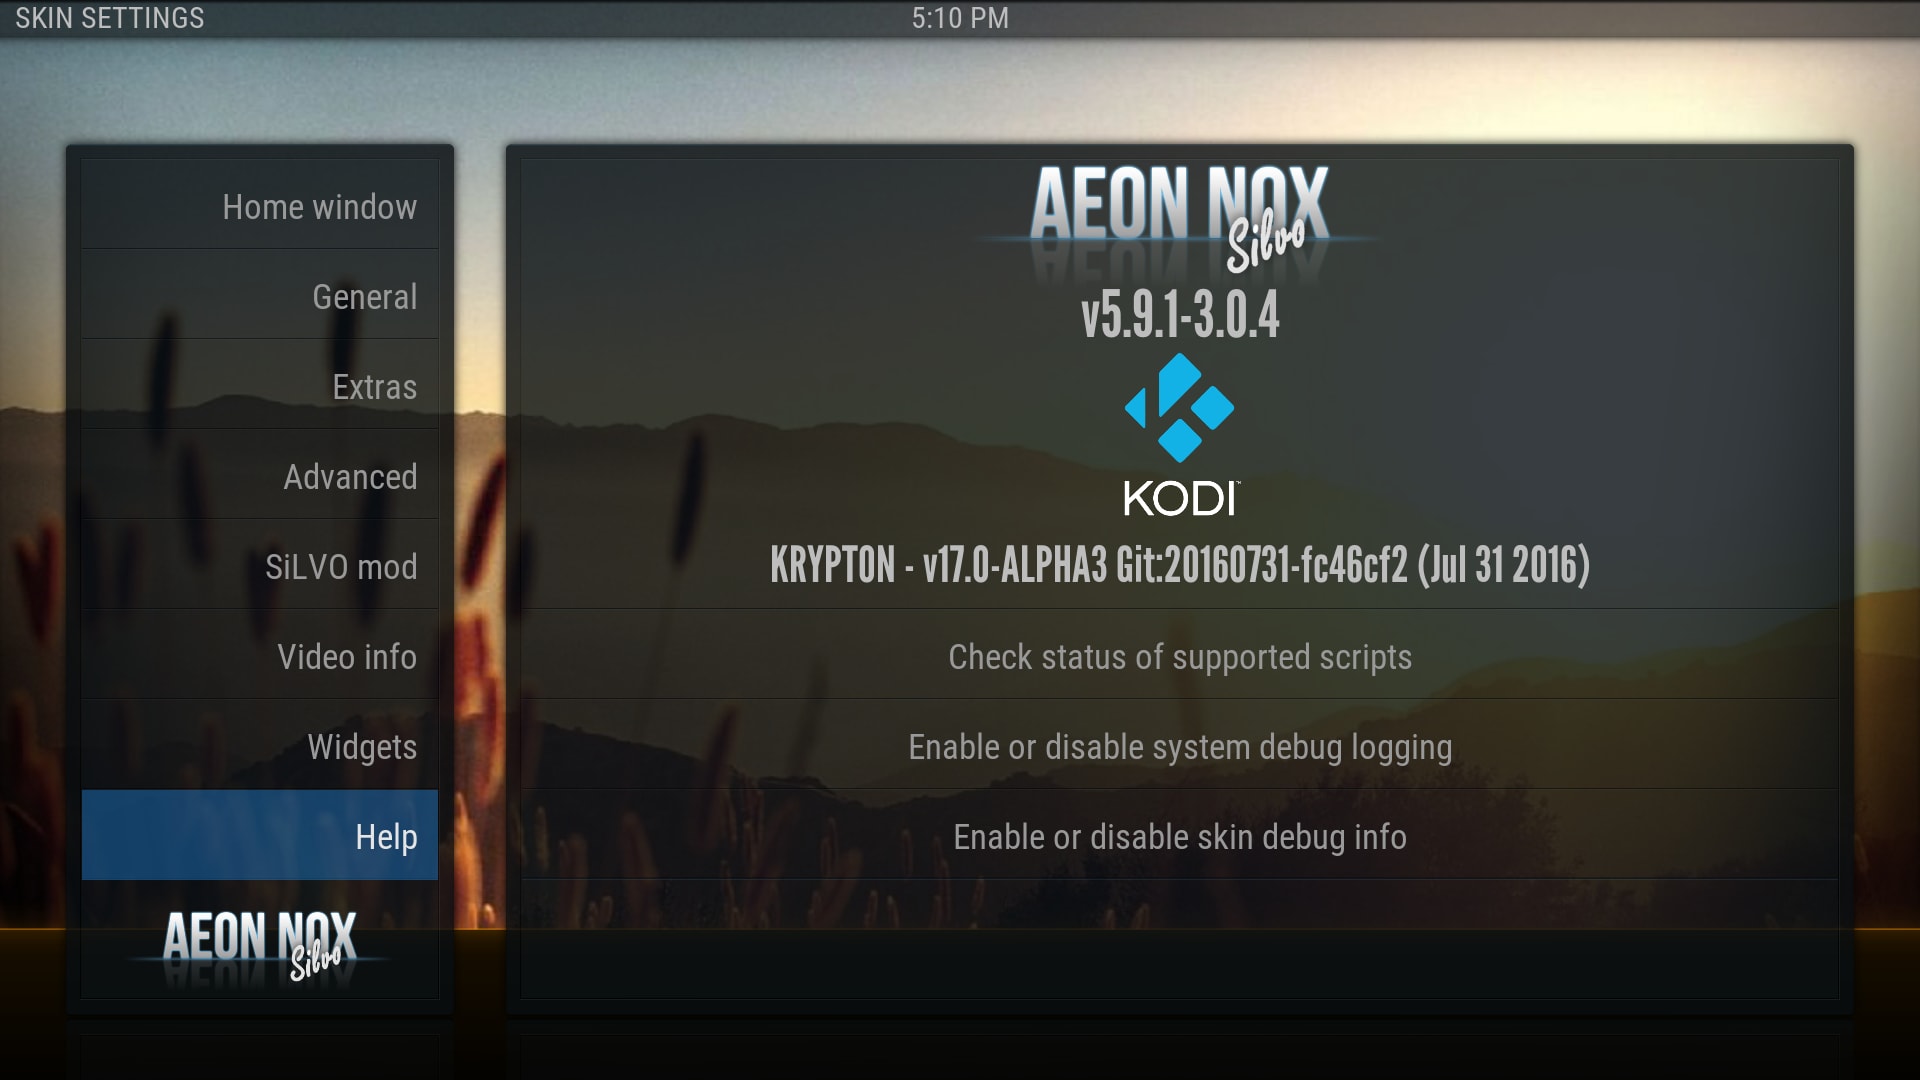 SKIN SETTINGS
5:10 PM
Home window
General
Extras
Advanced
SiLVO mod
Video info
Widgets
Help
AEON NOX
Silvo
AEON NOX
Silvo
v5.9.1-3.0.4
KODI™
KRYPTON - v17.0-ALPHA3 Git:20160731-fc46cf2 (Jul 31 2016)
Check status of supported scripts
Enable or disable system debug logging
Enable or disable skin debug info